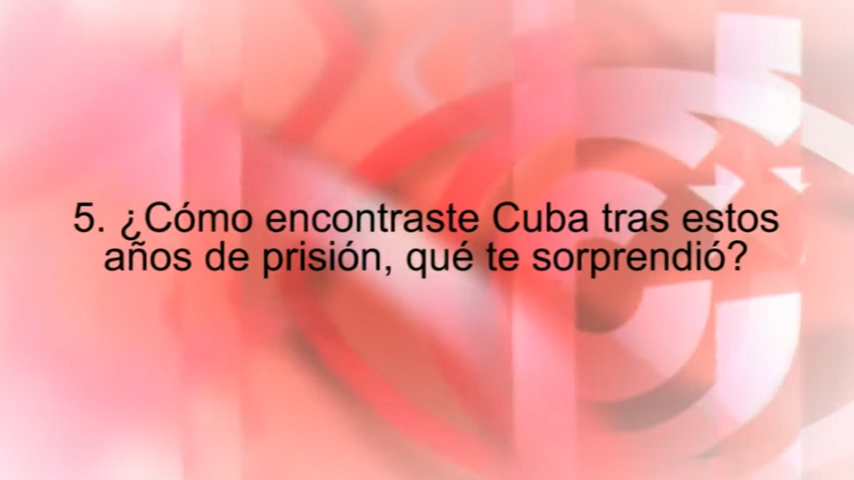 5. ¿Cómo encontraste Cuba tras estos
años de prisión, qué te sorprendió?